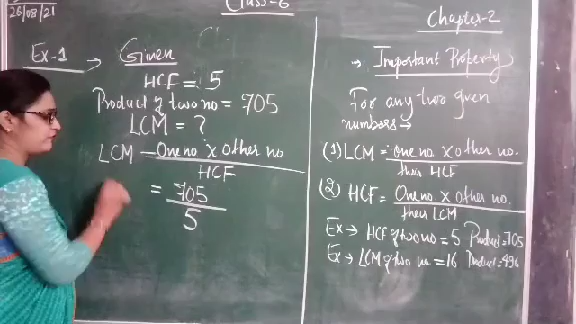 26/08/21
Class-6
Ex-1 → Given
HCF = 5
Product of two no = 705
LCM = ?
LCM = One no x other no
HCF
= 705
5
Chapter-2
Important Property
For any two given
numbers →
(1) LCM = one no x other no.
their HCF
(2) HCF = One no x other no.
their LCM
Ex → HCF of two no = 5 Product = 705
Ex → LCM of two no = 16 Product =